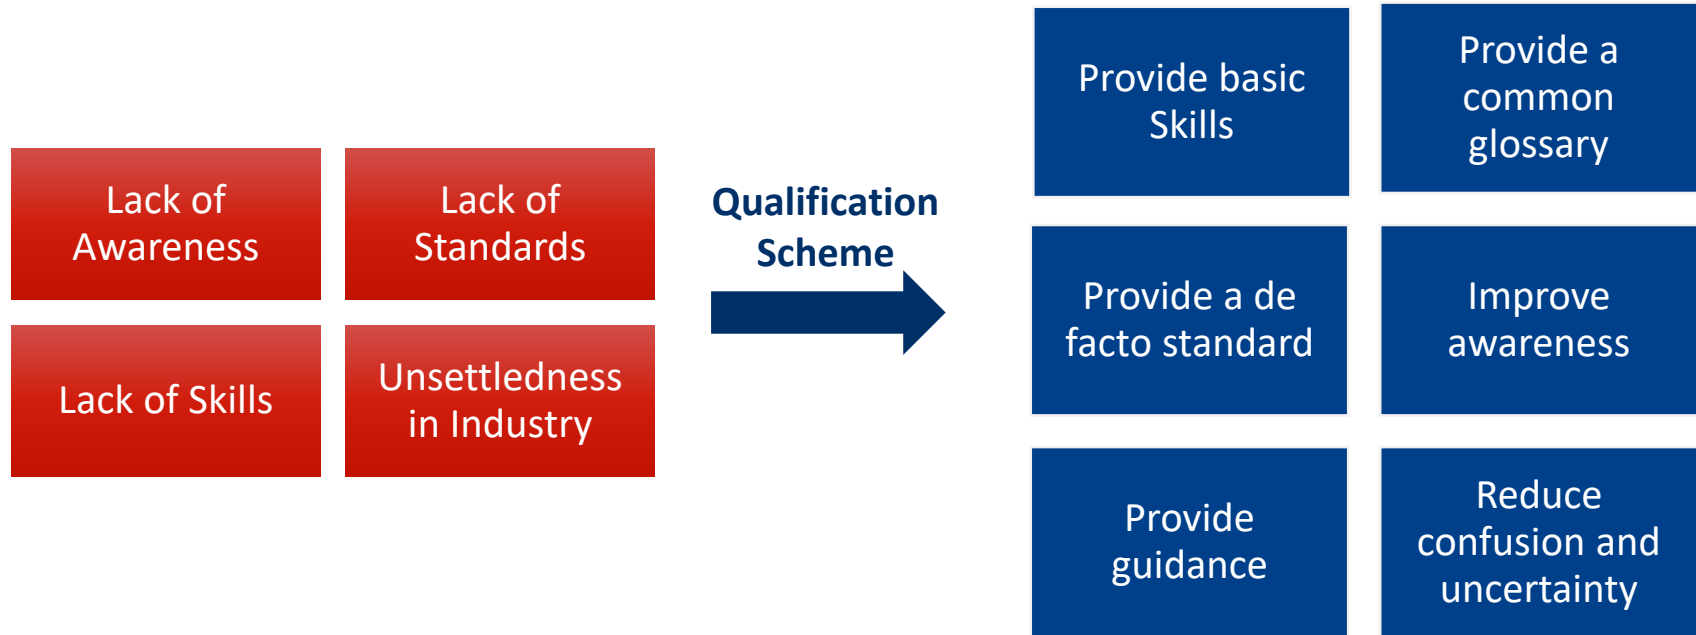 Lack of
Awareness
Lack of
Standards
Lack of Skills
Unsettledness
in Industry
Qualification
Scheme
Provide basic
Skills
Provide a
common
glossary
Provide a de
facto standard
Improve
awareness
Provide
guidance
Reduce
confusion and
uncertainty